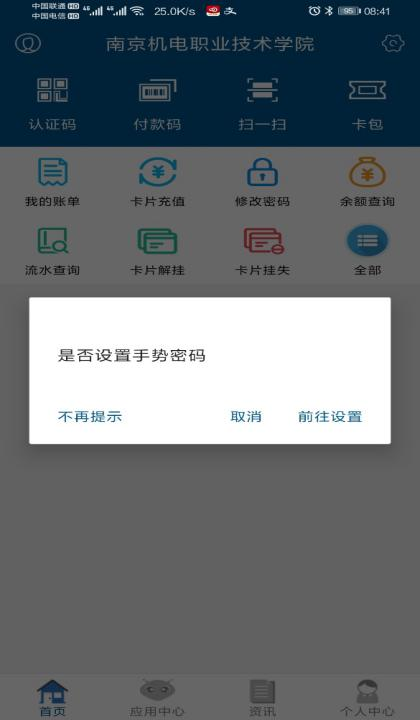 中国联通 HD 4G 4G 25.0K/s 支 95 08:41
中国电信 HD
南京机电职业技术学院
认证码 付款码 扫一扫 卡包
我的账单 卡片充值 修改密码 余额查询
流水查询 卡片解挂 卡片挂失 全部
是否设置手势密码
不再提示 取消 前往设置
首页 应用中心 资讯 个人中心